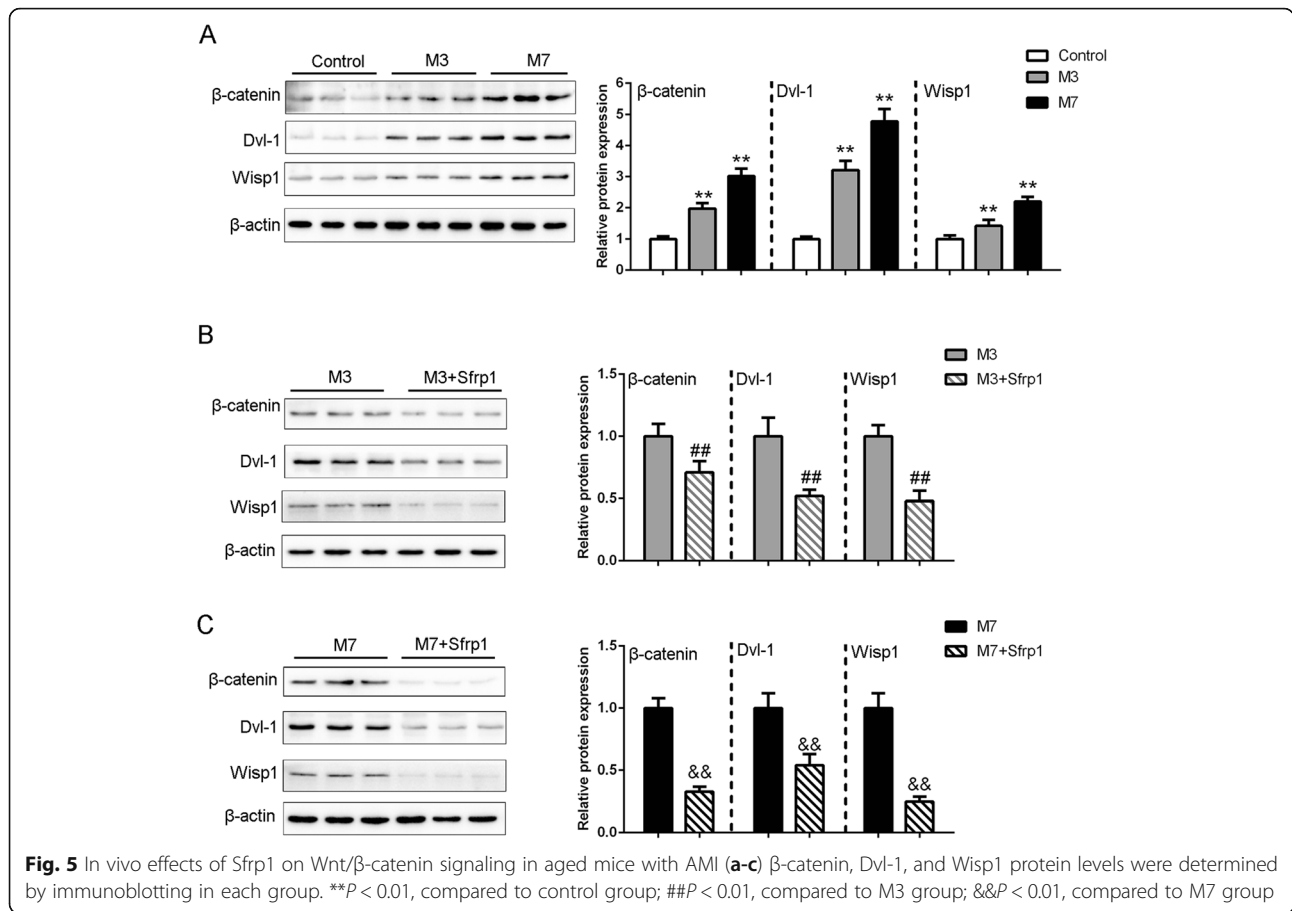 A
Control M3 M7
β-catenin
Dvl-1
Wisp1
β-actin
Relative protein expression
6
5
4
3
2
1
0
β-catenin Dvl-1 Wisp1
** ** ** ** ** **
Control
M3
M7
B
M3 M3+Sfrp1
β-catenin
Dvl-1
Wisp1
β-actin
Relative protein expression
1.5
1.0
0.5
0.0
β-catenin Dvl-1 Wisp1
## ## ##
M3
M3+Sfrp1
C
M7 M7+Sfrp1
β-catenin
Dvl-1
Wisp1
β-actin
Relative protein expression
1.5
1.0
0.5
0.0
β-catenin Dvl-1 Wisp1
&& && &&
M7
M7+Sfrp1
Fig. 5 In vivo effects of Sfrp1 on Wnt/β-catenin signaling in aged mice with AMI (a-c) β-catenin, Dvl-1, and Wisp1 protein levels were determined
by immunoblotting in each group. **P < 0.01, compared to control group; ##P < 0.01, compared to M3 group; &&P < 0.01, compared to M7 group